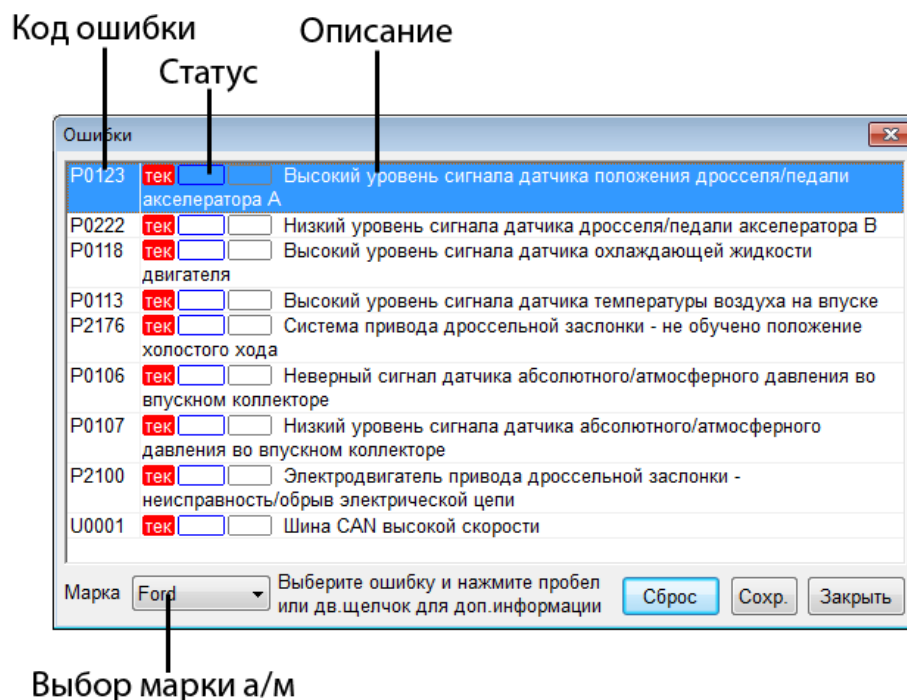 Код ошибки
Описание
Статус
Ошибки
P0123 тек Высокий уровень сигнала датчика положения дросселя/педали
акселератора А
P0222 тек Низкий уровень сигнала датчика дросселя/педали акселератора В
P0118 тек Высокий уровень сигнала датчика охлаждающей жидкости
двигателя
P0113 тек Высокий уровень сигнала датчика температуры воздуха на впуске
P2176 тек Система привода дроссельной заслонки - не обучено положение
холостого хода
P0106 тек Неверный сигнал датчика абсолютного/атмосферного давления во
впускном коллекторе
P0107 тек Низкий уровень сигнала датчика абсолютного/атмосферного
давления во впускном коллекторе
P2100 тек Электродвигатель привода дроссельной заслонки -
неисправность/обрыв электрической цепи
U0001 тек Шина CAN высокой скорости
Марка Ford
Выберите ошибку и нажмите пробел
или дв.щелчок для доп.информации
Сброс Сохр. Закрыть
Выбор марки а/м